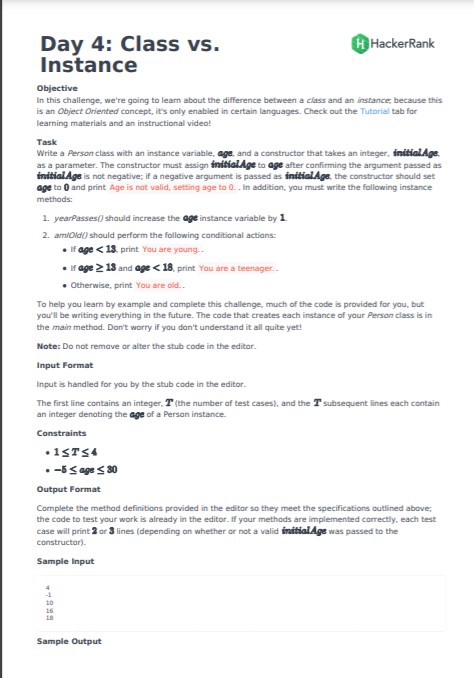 Day 4: Class vs.
Instance
HackerRank
Objective
In this challenge, we're going to learn about the difference between a class and an instance; because this
is an Object Oriented concept, it's only enabled in certain languages. Check out the Tutorial tab for
learning materials and an instructional video!
Task
Write a Person class with an instance variable, age, and a constructor that takes an integer, initialAge,
as a parameter. The constructor must assign initialAge to age after confirming the argument passed as
initialAge is not negative; if a negative argument is passed as initialAge, the constructor should set
age to 0 and print Age is not valid, setting age to 0. . In addition, you must write the following instance
methods:
1. yearPasses() should increase the age instance variable by 1.
2. amIOld() should perform the following conditional actions:
• If age < 13, print You are young. .
• If age ≥ 13 and age < 18, print You are a teenager. .
• Otherwise, print You are old. .
To help you learn by example and complete this challenge, much of the code is provided for you, but
you'll be writing everything in the future. The code that creates each instance of your Person class is in
the main method. Don't worry if you don't understand it all quite yet!
Note: Do not remove or alter the stub code in the editor.
Input Format
Input is handled for you by the stub code in the editor.
The first line contains an integer, T (the number of test cases), and the T subsequent lines each contain
an integer denoting the age of a Person instance.
Constraints
• 1 ≤ T ≤ 4
• −5 ≤ age ≤ 30
Output Format
Complete the method definitions provided in the editor so they meet the specifications outlined above;
the code to test your work is already in the editor. If your methods are implemented correctly, each test
case will print 2 or 3 lines (depending on whether or not a valid initialAge was passed to the
constructor).
Sample Input
4
-1
10
16
18
Sample Output